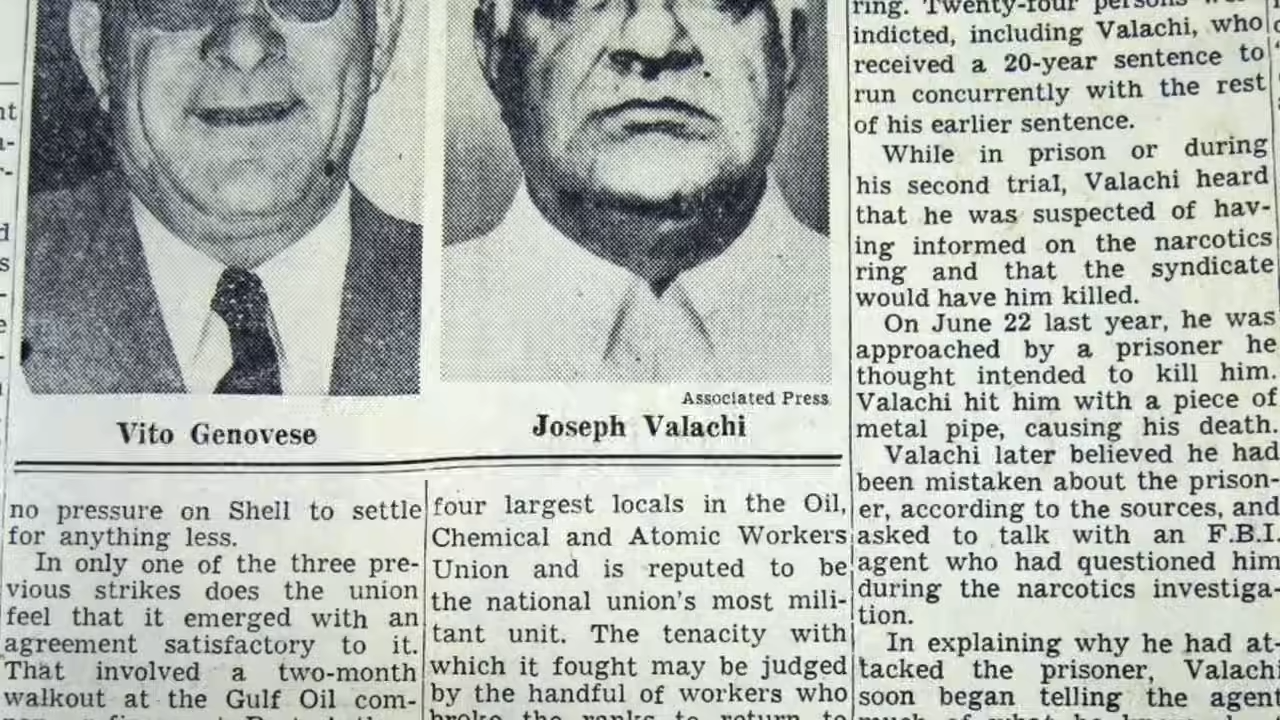 Associated Press
Vito Genovese
Joseph Valachi
no pressure on Shell to settle
for anything less.
In only one of the three pre-
vious strikes does the union
feel that it emerged with an
agreement satisfactory to it.
That involved a two-month
walkout at the Gulf Oil com-
four largest locals in the Oil,
Chemical and Atomic Workers
Union and is reputed to be
the national union's most mili-
tant unit. The tenacity with
which it fought may be judged
by the handful of workers who
broke the ranks to return to
ring. Twenty-four persons
indicted, including Valachi, who
received a 20-year sentence to
run concurrently with the rest
of his earlier sentence.
While in prison or during
his second trial, Valachi heard
that he was suspected of hav-
ing informed on the narcotics
ring and that the syndicate
would have him killed.
On June 22 last year, he was
approached by a prisoner he
thought intended to kill him.
Valachi hit him with a piece of
metal pipe, causing his death.
Valachi later believed he had
been mistaken about the prison-
er, according to the sources, and
asked to talk with an F.B.I.
agent who had questioned him
during the narcotics investiga-
tion.
In explaining why he had at-
tacked the prisoner, Valachi
soon began telling the agent
much of what he